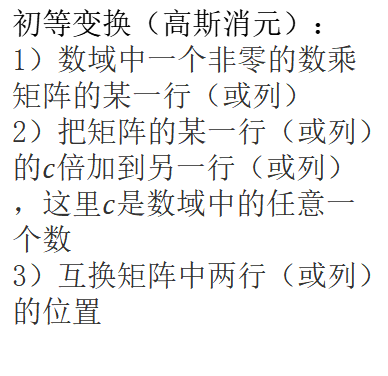 初等变换（高斯消元）：
1）数域中一个非零的数乘
矩阵的某一行（或列）
2）把矩阵的某一行（或列）
的c倍加到另一行（或列）
，这里c是数域中的任意一
个数
3）互换矩阵中两行（或列）
的位置